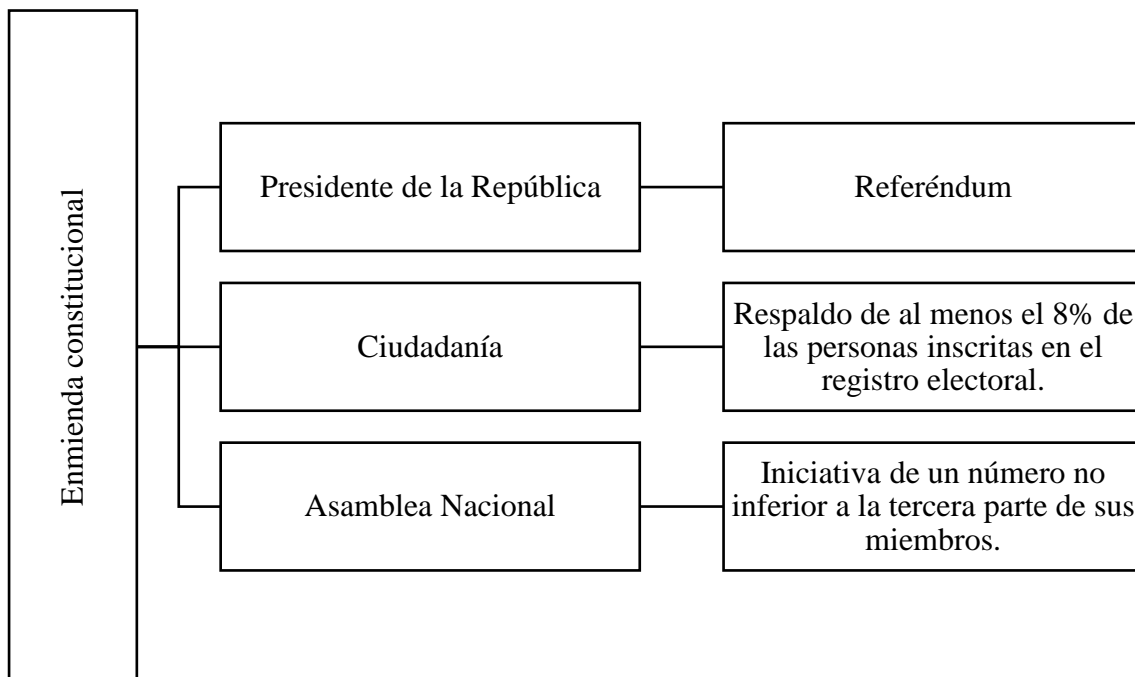 Enmienda constitucional
Presidente de la República
Referéndum
Ciudadanía
Respaldo de al menos el 8% de
las personas inscritas en el
registro electoral.
Asamblea Nacional
Iniciativa de un número no
inferior a la tercera parte de sus
miembros.